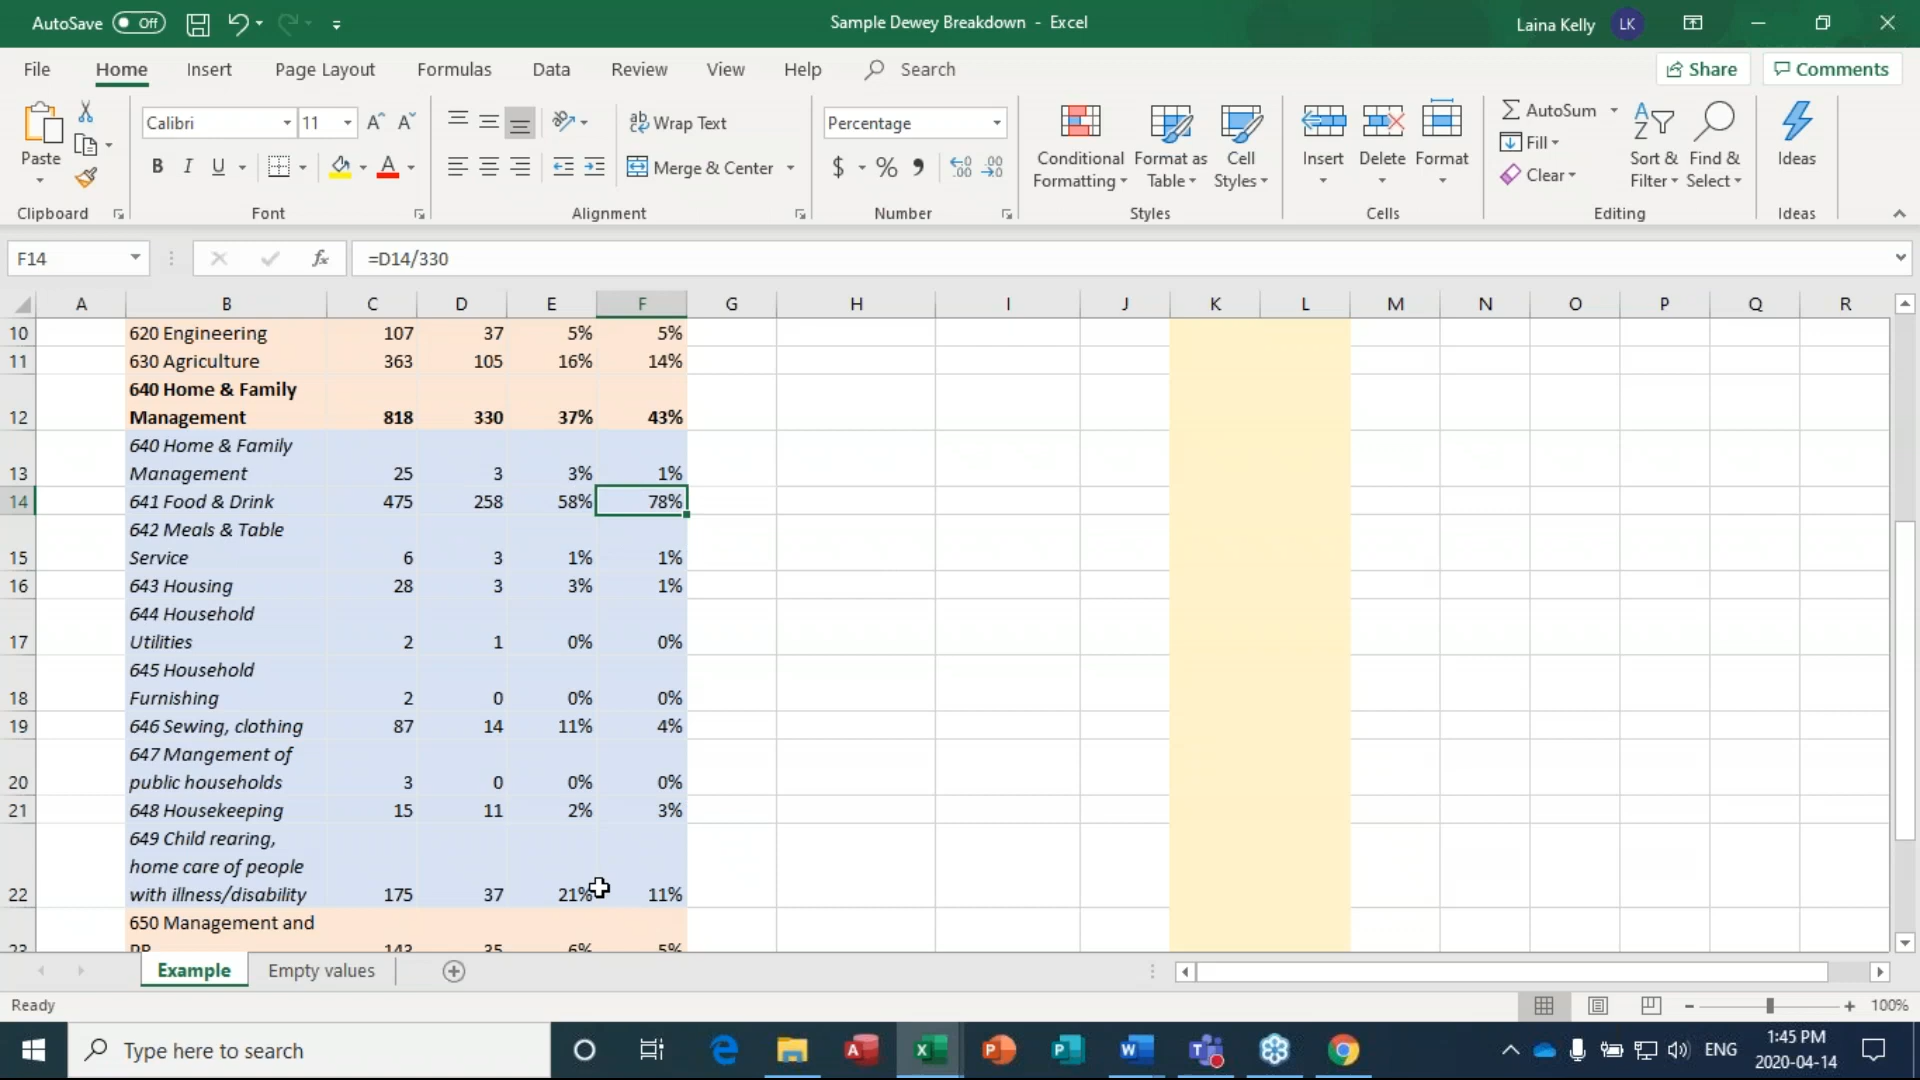 AutoSave Off Sample Dewey Breakdown - Excel Laina Kelly LK
File Home Insert Page Layout Formulas Data Review View Help Search Share Comments
Paste
Calibri 11
B I U A
Wrap Text
Merge & Center
Percentage
$ % ,
Conditional Formatting
Format as Table
Cell Styles
Insert Delete Format
AutoSum
Fill
Clear
Sort & Filter
Find & Select
Ideas
Clipboard Font Alignment Number Styles Cells Editing Ideas
F14 fx =D14/330
A B C D E F G H I J K L M N O P Q R
10 620 Engineering 107 37 5% 5%
11 630 Agriculture 363 105 16% 14%
640 Home & Family
12 Management 818 330 37% 43%
640 Home & Family
13 Management 25 3 3% 1%
14 641 Food & Drink 475 258 58% 78%
642 Meals & Table
15 Service 6 3 1% 1%
16 643 Housing 28 3 3% 1%
644 Household
17 Utilities 2 1 0% 0%
645 Household
18 Furnishing 2 0 0% 0%
19 646 Sewing, clothing 87 14 11% 4%
647 Mangement of
20 public households 3 0 0% 0%
21 648 Housekeeping 15 11 2% 3%
649 Child rearing,
home care of people
22 with illness/disability 175 37 21% 11%
650 Management and
23 PR 143 35 6% 5%
Example Empty values
Ready 100%
Type here to search ENG 1:45 PM
2020-04-14